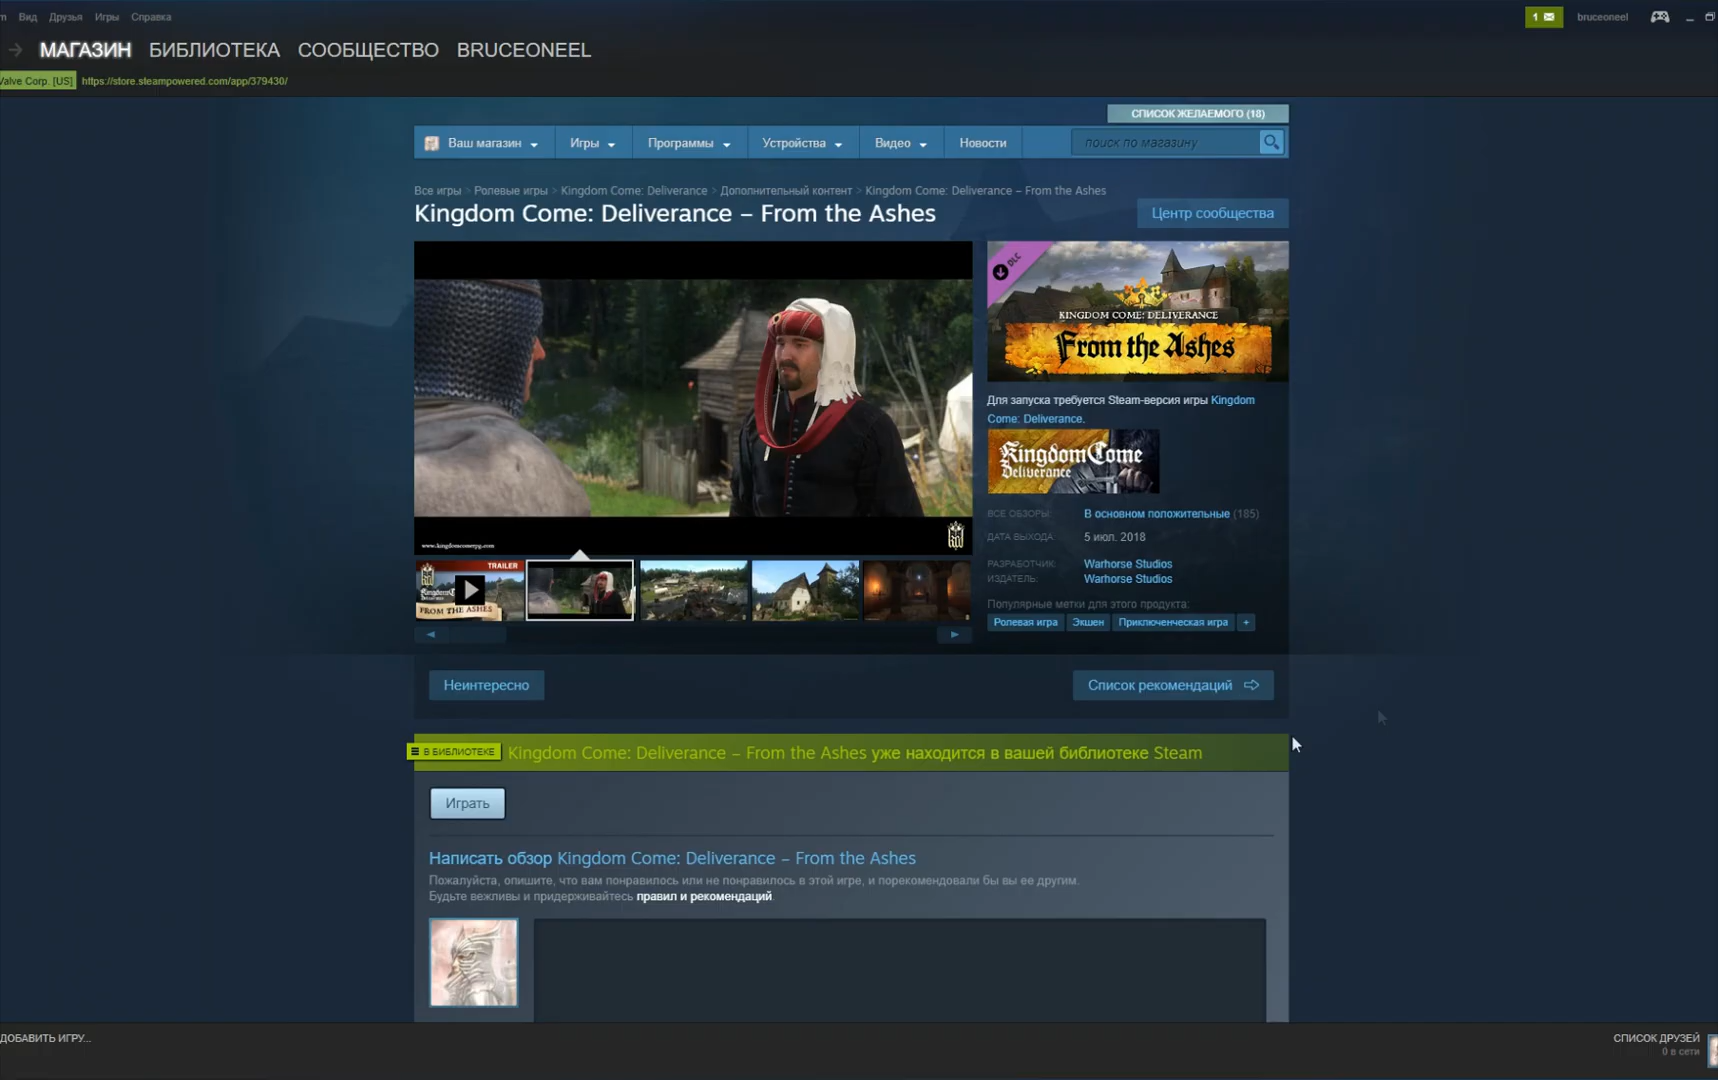 Вид Друзья Игры Справка
1
bruceoneel
МАГАЗИН БИБЛИОТЕКА СООБЩЕСТВО BRUCEONEEL
Valve Corp. [US] https://store.steampowered.com/app/379430/
СПИСОК ЖЕЛАЕМОГО (18)
Ваш магазин Игры Программы Устройства Видео Новости поиск по магазину
Все игры > Ролевые игры > Kingdom Come: Deliverance > Дополнительный контент > Kingdom Come: Deliverance – From the Ashes
Kingdom Come: Deliverance – From the Ashes
Центр сообщества
DLC
KINGDOM COME: DELIVERANCE
From the Ashes
Для запуска требуется Steam-версия игры Kingdom
Come: Deliverance.
Kingdom Come
Deliverance
ВСЕ ОБЗОРЫ: В основном положительные (185)
ДАТА ВЫХОДА: 5 июл. 2018
РАЗРАБОТЧИК: Warhorse Studios
ИЗДАТЕЛЬ: Warhorse Studios
Популярные метки для этого продукта:
Ролевая игра Экшен Приключенческая игра +
www.kingdomcomerpg.com
TRAILER
FROM THE ASHES
Неинтересно
Список рекомендаций
В БИБЛИОТЕКЕ Kingdom Come: Deliverance – From the Ashes уже находится в вашей библиотеке Steam
Играть
Написать обзор Kingdom Come: Deliverance – From the Ashes
Пожалуйста, опишите, что вам понравилось или не понравилось в этой игре, и порекомендовали бы вы ее другим.
Будьте вежливы и придерживайтесь правил и рекомендаций.
ДОБАВИТЬ ИГРУ...
СПИСОК ДРУЗЕЙ
0 в сети